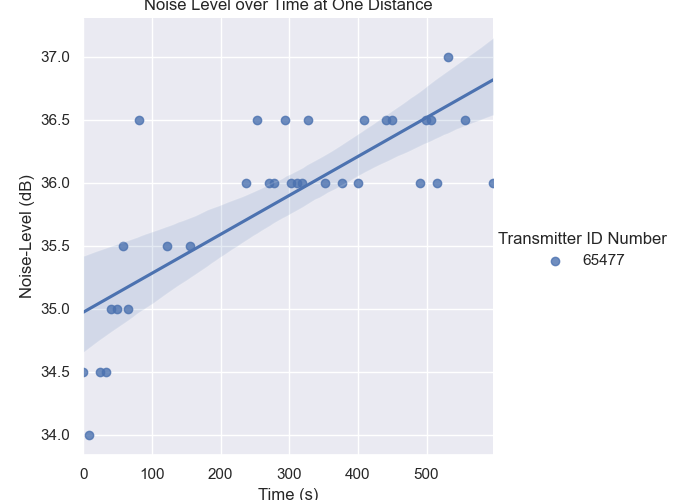 Noise Level over Time at One Distance
37.0
36.5
36.0
35.5
35.0
34.5
34.0
Noise-Level (dB)
0 100 200 300 400 500
Time (s)
Transmitter ID Number
65477